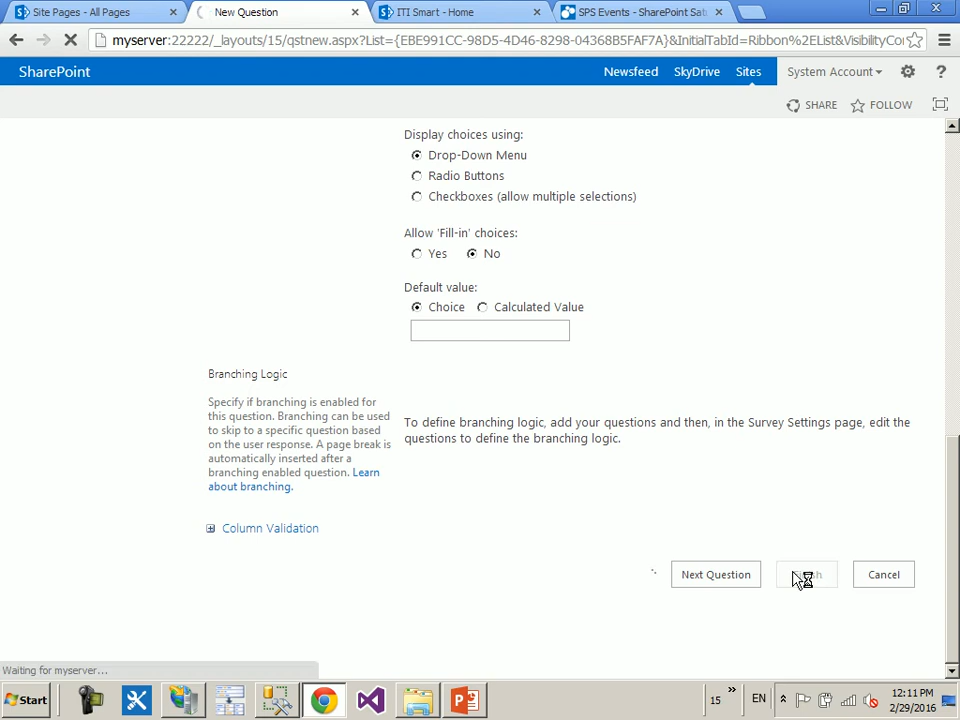 Site Pages - All Pages
New Question
ITI Smart - Home
SPS Events - SharePoint Sat
myserver:22222/_layouts/15/qstnew.aspx?List={EBE991CC-98D5-4D46-8298-04368B5FAF7A}&InitialTabId=Ribbon%2EList&VisibilityCo
SharePoint
Newsfeed
SkyDrive
Sites
System Account
?
SHARE
FOLLOW
Display choices using:
Drop-Down Menu
Radio Buttons
Checkboxes (allow multiple selections)
Allow 'Fill-in' choices:
Yes No
Default value:
Choice Calculated Value
Branching Logic
Specify if branching is enabled for
this question. Branching can be used
to skip to a specific question based
on the user response. A page break is
automatically inserted after a
branching enabled question. Learn
about branching.
To define branching logic, add your questions and then, in the Survey Settings page, edit the
questions to define the branching logic.
Column Validation
Next Question
Cancel
Waiting for myserver...
Start
15
EN
12:11 PM
2/29/2016